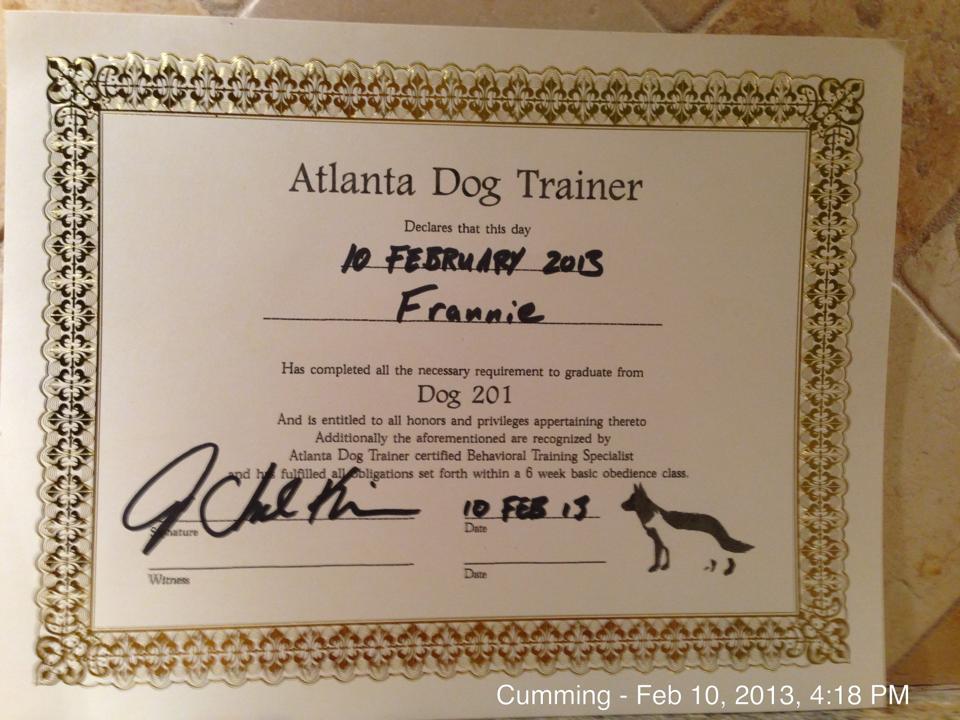 Atlanta Dog Trainer
Declares that this day
10 FEBRUARY 2013
Frannie
Has completed all the necessary requirement to graduate from
Dog 201
And is entitled to all honors and privileges appertaining thereto
Additionally the aforementioned are recognized by
Atlanta Dog Trainer certified Behavioral Training Specialist
and has fulfilled all obligations set forth within a 6 week basic obedience class.
10 FEB 13
Signature
Date
Witness
Date
Cumming - Feb 10, 2013, 4:18 PM